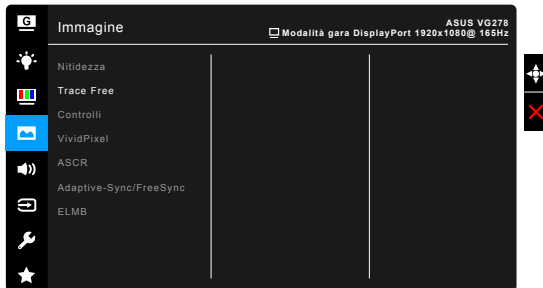 G
Immagine
ASUS VG278
Modalità gara DisplayPort 1920x1080@ 165Hz
Nitidezza
Trace Free
Controlli
VividPixel
ASCR
Adaptive-Sync/FreeSync
ELMB